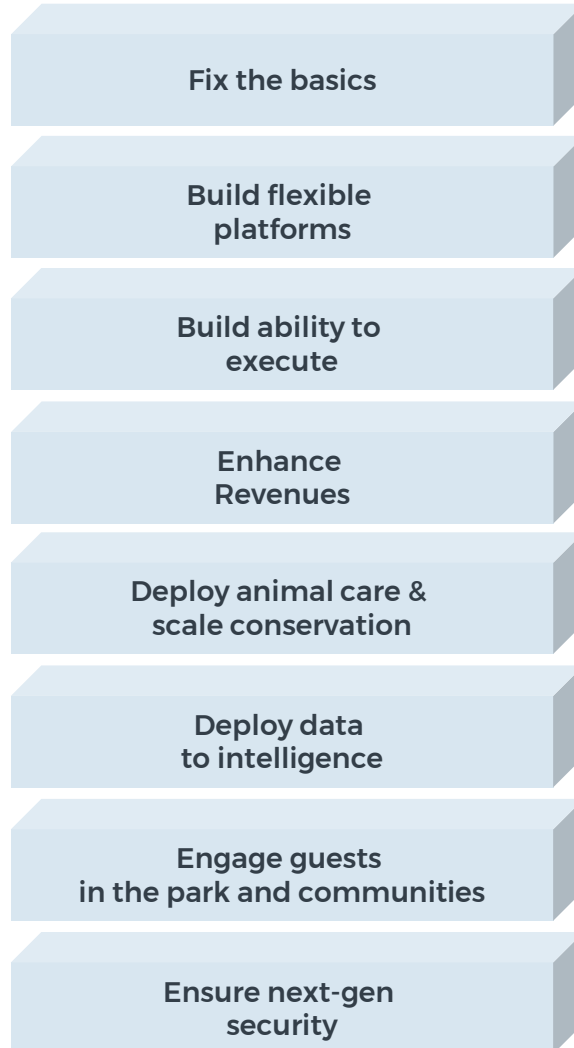 Fix the basics
Build flexible
platforms
Build ability to
execute
Enhance
Revenues
Deploy animal care &
scale conservation
Deploy data
to intelligence
Engage guests
in the park and communities
Ensure next-gen
security